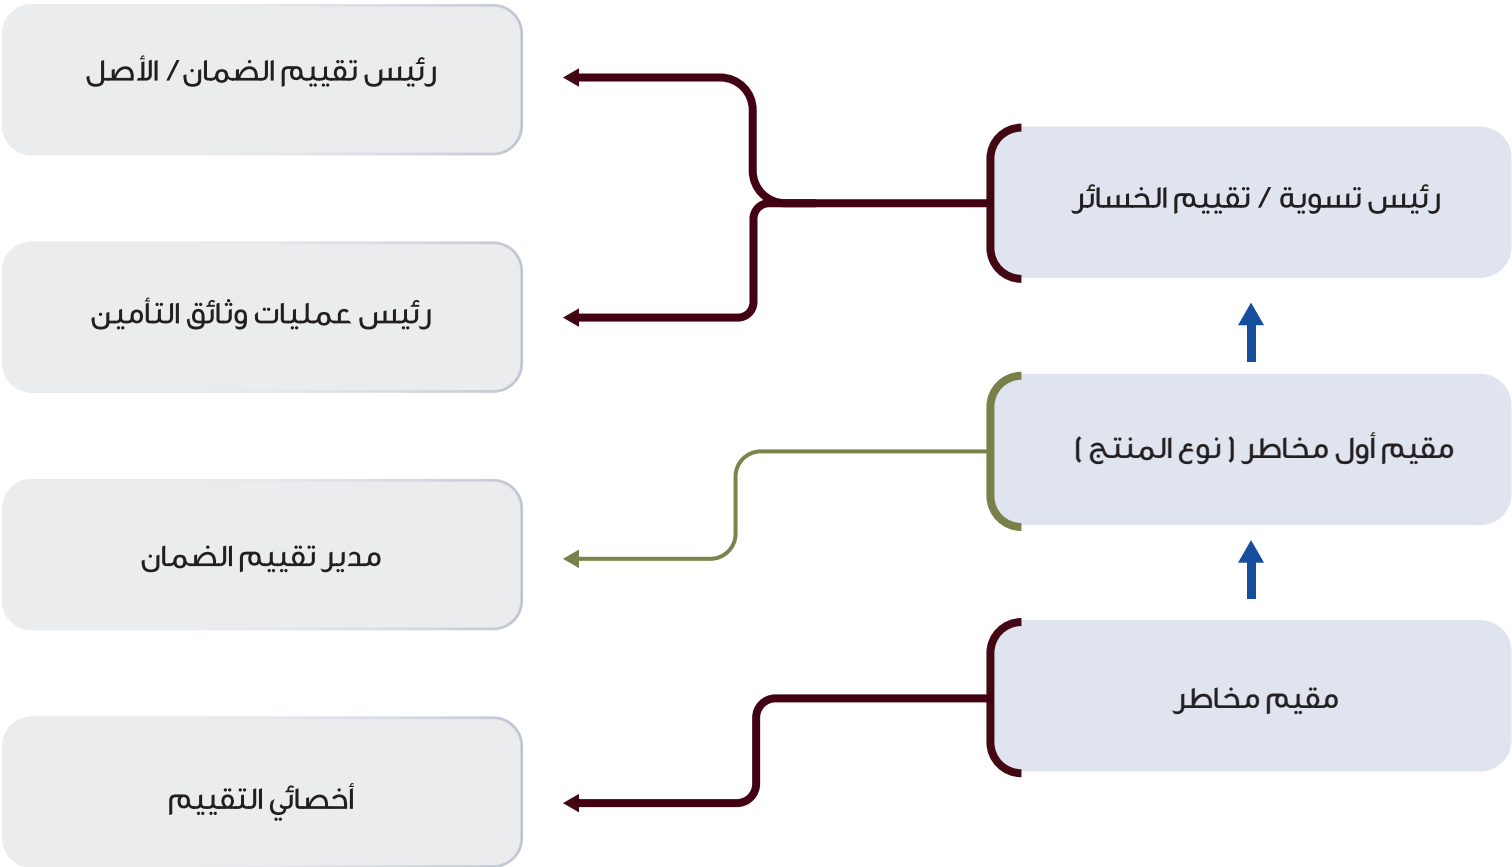 رئيس تسوية / تقييم الخسائر
مقيم أول مخاطر ( نوع المنتج )
مقيم مخاطر
رئيس تقييم الضمان / الأصل
رئيس عمليات وثائق التأمين
مدير تقييم الضمان
أخصائي التقييم